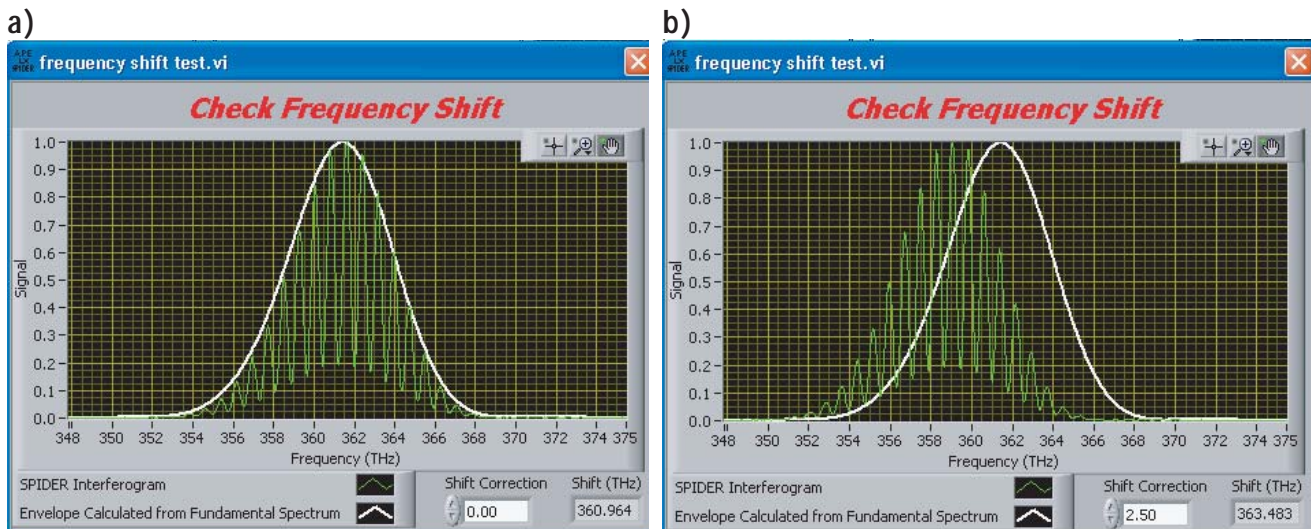 a)
APE
LX
SPIDER
frequency shift test.vi
Check Frequency Shift
1.0
0.9
0.8
0.7
0.6
0.5
0.4
0.3
0.2
0.1
0.0
Signal
348 350 352 354 356 358 360 362 364 366 368 370 372 374 375
Frequency (THz)
SPIDER Interferogram
Envelope Calculated from Fundamental Spectrum
Shift Correction
0.00
Shift (THz)
360.964
b)
APE
LX
SPIDER
frequency shift test.vi
Check Frequency Shift
1.0
0.9
0.8
0.7
0.6
0.5
0.4
0.3
0.2
0.1
0.0
Signal
348 350 352 354 356 358 360 362 364 366 368 370 372 375
Frequency (THz)
SPIDER Interferogram
Envelope Calculated from Fundamental Spectrum
Shift Correction
2.50
Shift (THz)
363.483